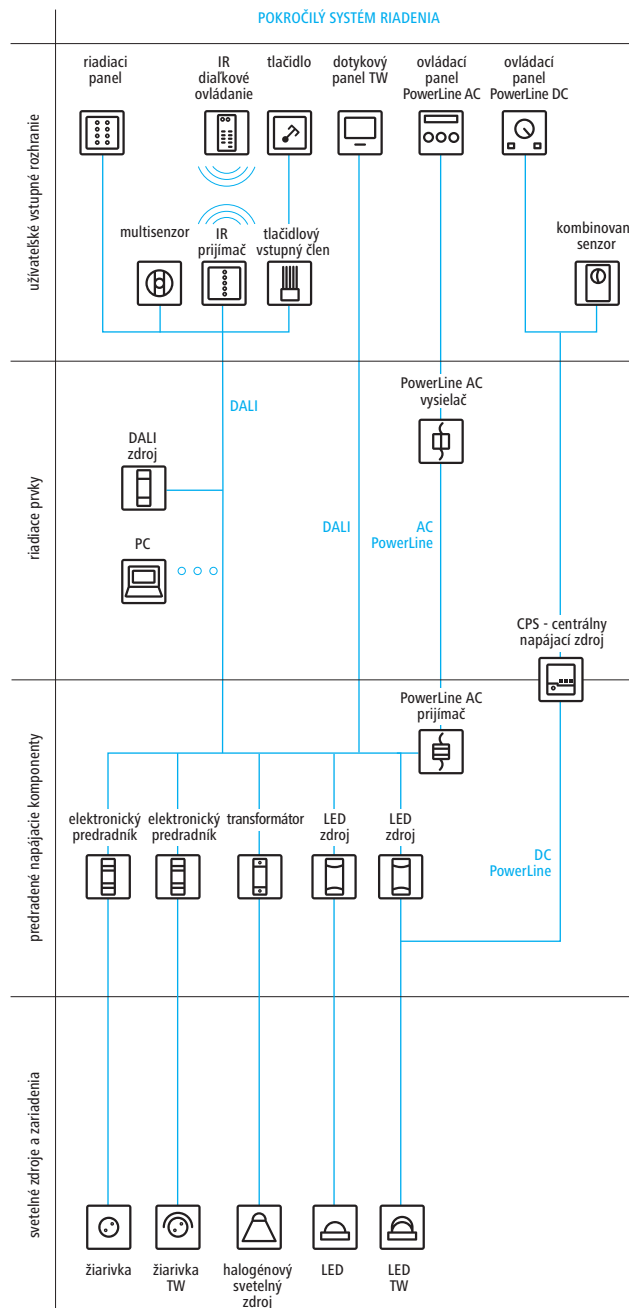 POKROČILÝ SYSTÉM RIADENIA
užívateľské vstupné rozhranie
riadiaci
panel
IR
diaľkové
ovládanie
tlačidlo
dotykový
panel TW
ovládací
panel
PowerLine AC
ovládací
panel
PowerLine DC
multisenzor
IR
prijímač
tlačidlový
vstupný člen
kombinovan
senzor
riadiace prvky
DALI
PowerLine AC
vysielač
DALI
zdroj
DALI
AC
PowerLine
PC
CPS - centrálny
napájací zdroj
predradené napájacie komponenty
PowerLine AC
prijímač
elektronický
predradník
elektronický
predradník
transformátor
LED
zdroj
LED
zdroj
DC
PowerLine
svetelné zdroje a zariadenia
žiarivka
žiarivka
TW
halogénový
svetelný
zdroj
LED
LED
TW